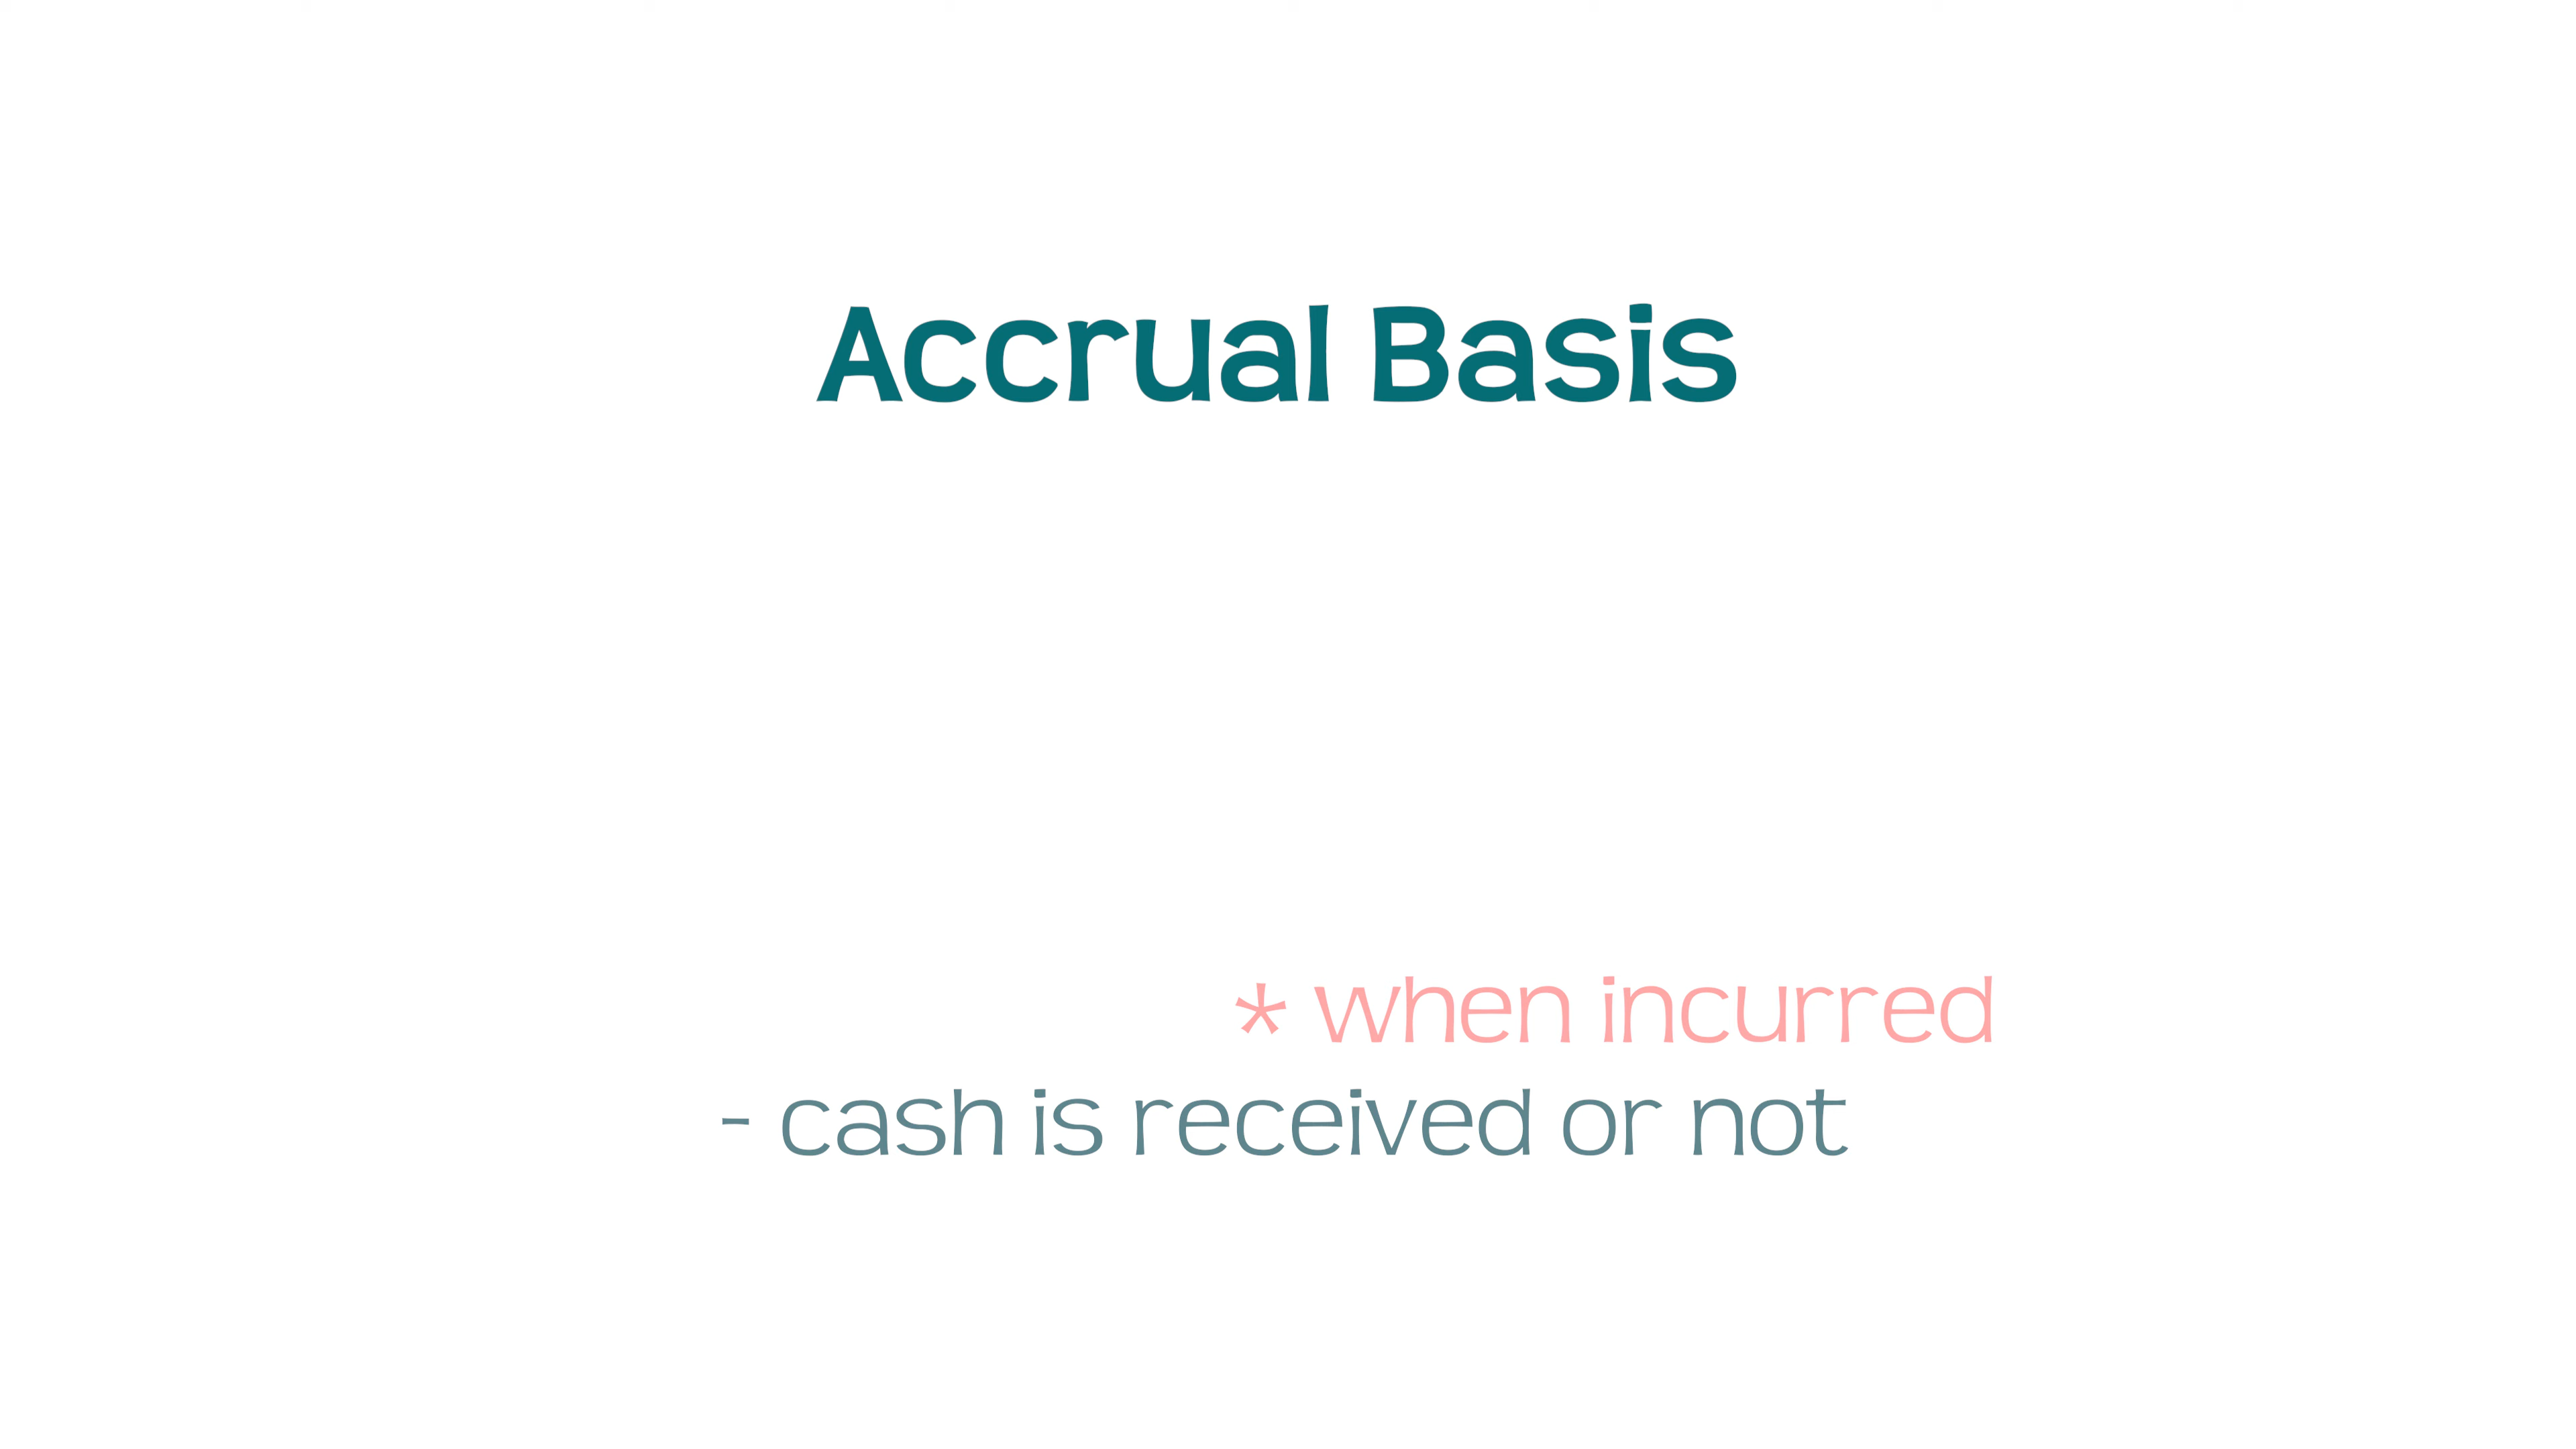 Accrual Basis
* when incurred
- cash is received or not